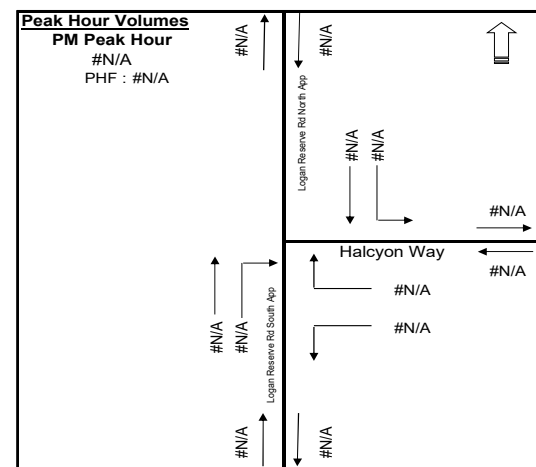 Peak Hour Volumes
PM Peak Hour
#N/A
PHF : #N/A
#N/A
#N/A
Logan Reserve Rd North App
#N/A
#N/A
#N/A
Halcyon Way
#N/A
#N/A
#N/A
#N/A
#N/A
Logan Reserve Rd South App
#N/A
#N/A